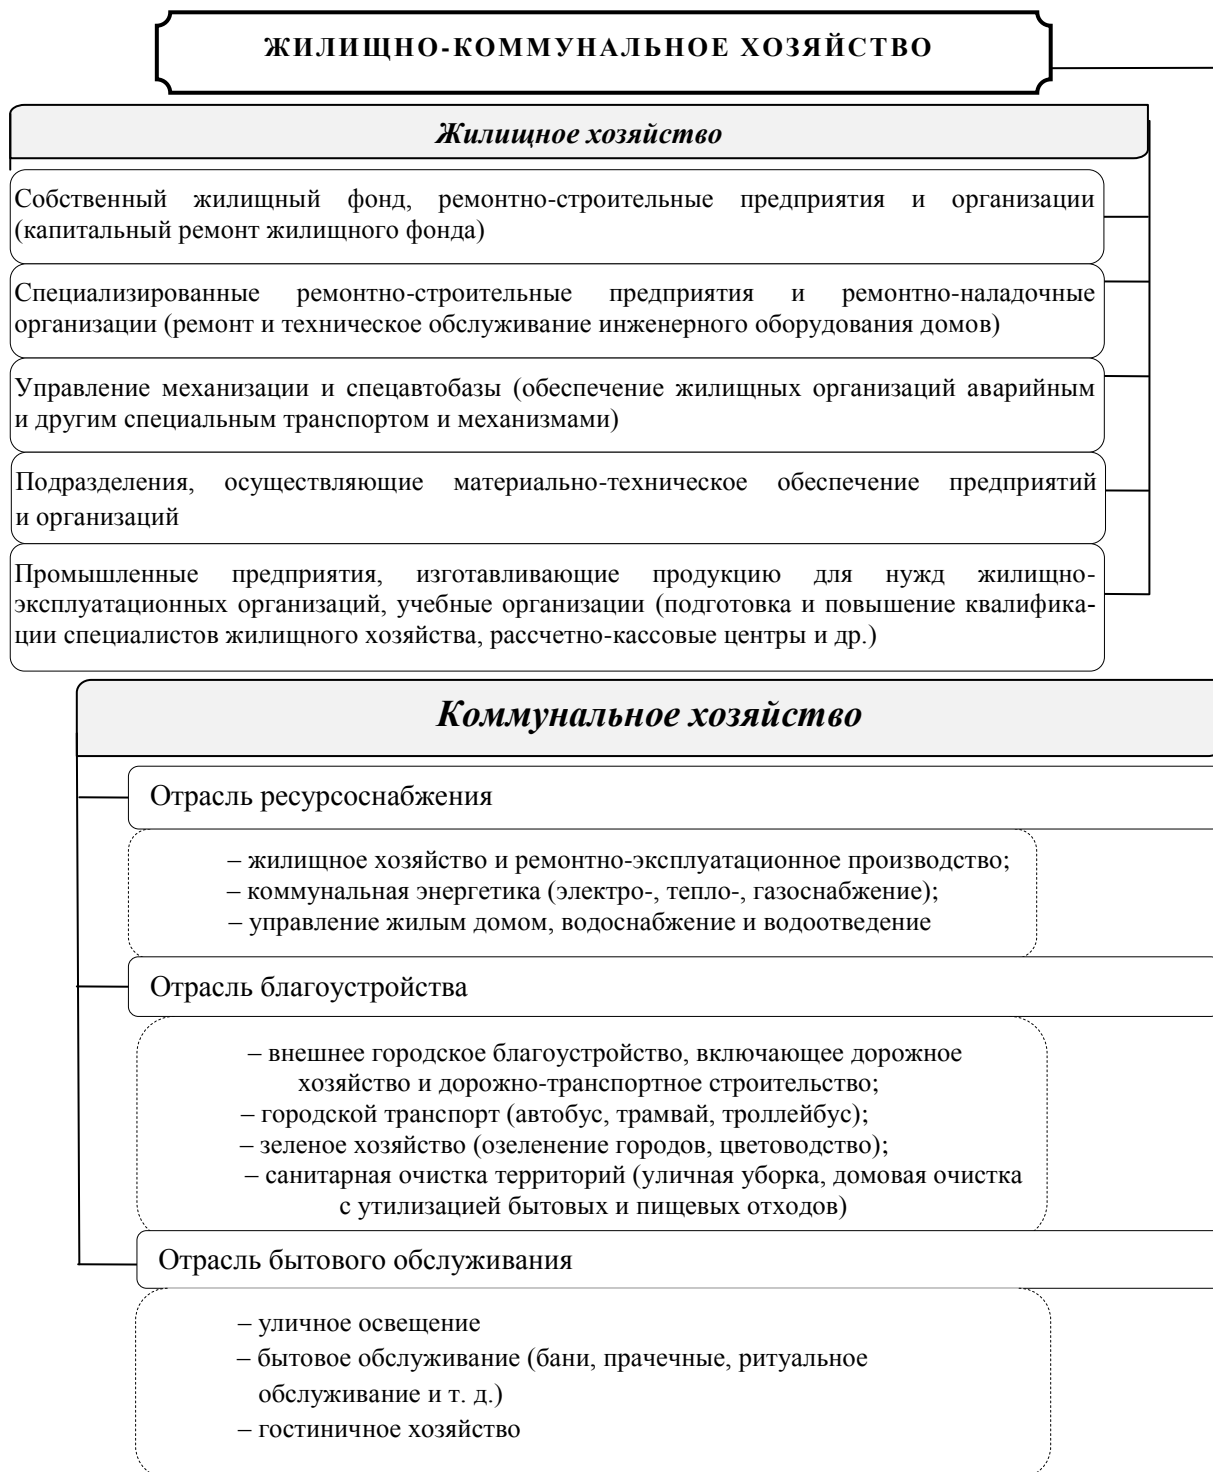 ЖИЛИЩНО-КОММУНАЛЬНОЕ ХОЗЯЙСТВО
Жилищное хозяйство
Собственный жилищный фонд, ремонтно-строительные предприятия и организации
(капитальный ремонт жилищного фонда)
Специализированные ремонтно-строительные предприятия и ремонтно-наладочные
организации (ремонт и техническое обслуживание инженерного оборудования домов)
Управление механизации и спецавтобазы (обеспечение жилищных организаций аварийным
и другим специальным транспортом и механизмами)
Подразделения, осуществляющие материально-техническое обеспечение предприятий
и организаций
Промышленные предприятия, изготавливающие продукцию для нужд жилищно-
эксплуатационных организаций, учебные организации (подготовка и повышение квалифика-
ции специалистов жилищного хозяйства, рассчетно-кассовые центры и др.)
Коммунальное хозяйство
Отрасль ресурсоснабжения
– жилищное хозяйство и ремонтно-эксплуатационное производство;
– коммунальная энергетика (электро-, тепло-, газоснабжение);
– управление жилым домом, водоснабжение и водоотведение
Отрасль благоустройства
– внешнее городское благоустройство, включающее дорожное
хозяйство и дорожно-транспортное строительство;
– городской транспорт (автобус, трамвай, троллейбус);
– зеленое хозяйство (озеленение городов, цветоводство);
– санитарная очистка территорий (уличная уборка, домовая очистка
с утилизацией бытовых и пищевых отходов)
Отрасль бытового обслуживания
– уличное освещение
– бытовое обслуживание (бани, прачечные, ритуальное
обслуживание и т. д.)
– гостиничное хозяйство